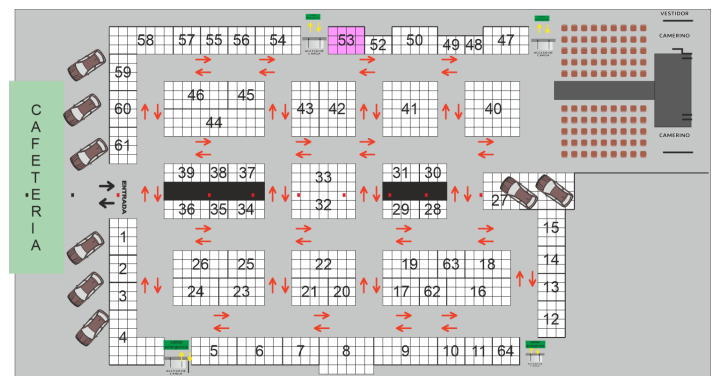 VESTIDOR
CAMERINO
58 57 55 56 54 53 52 50 49 48 47
59
46 45
60 43 42 41 40
44
61
CAFETERIA
39 38 37 33 31 30
ENTRADA
36 35 34 32 29 28 27
CAMERINO
1
15
2 26 25 22 19 63 18 14
3 24 23 21 20 17 62 16 13
12
4 5 6 7 8 9 10 11 64